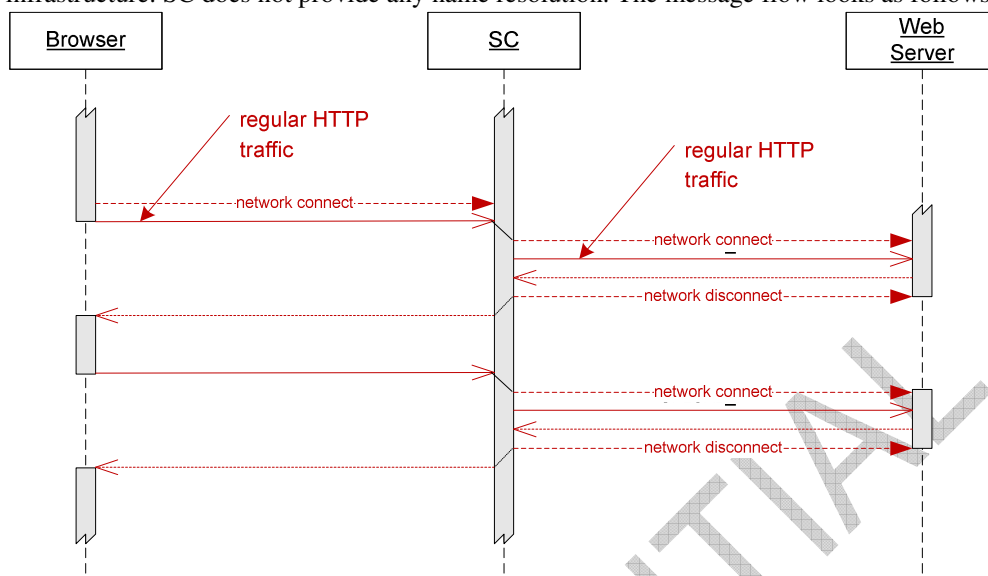 infrastructure. SC does not provide any name resolution. The message flow looks as follows
Browser
SC
Web
Server
regular HTTP
traffic
regular HTTP
traffic
network connect
network connect
network disconnect
network connect
network disconnect
NTIAL